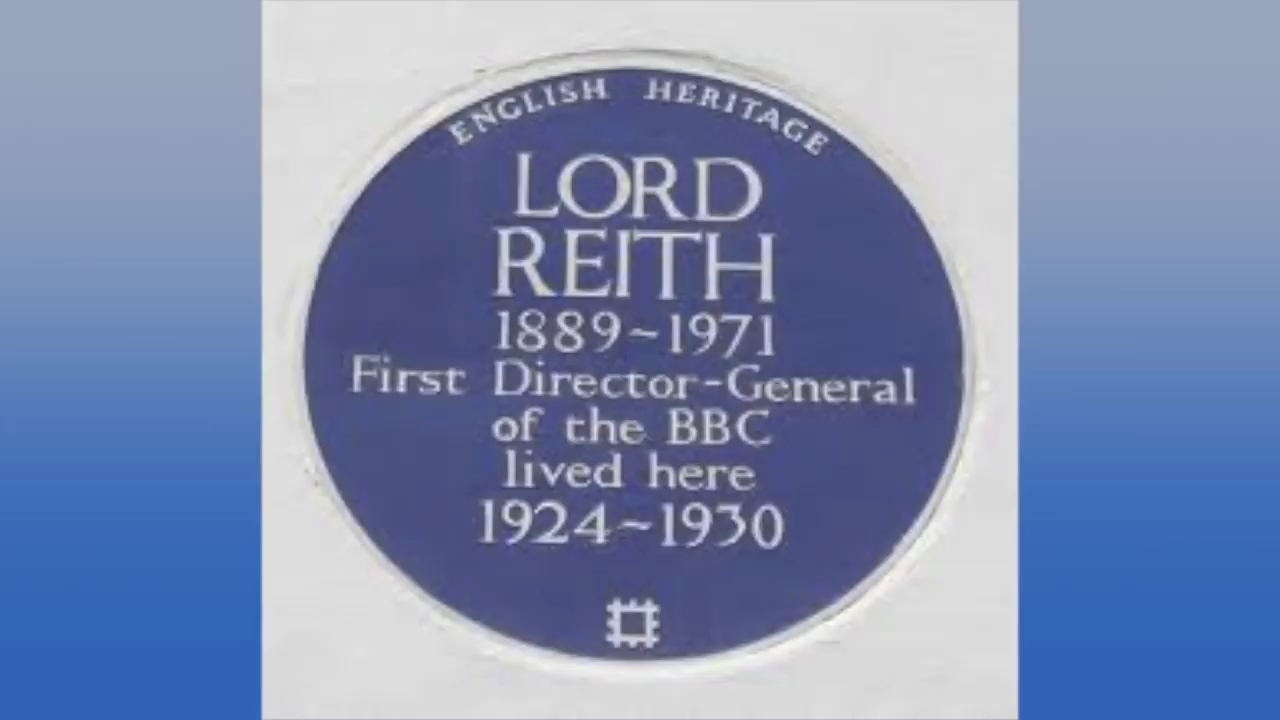 ENGLISH HERITAGE
LORD
REITH
1889~1971
First Director-General
of the BBC
lived here
1924~1930